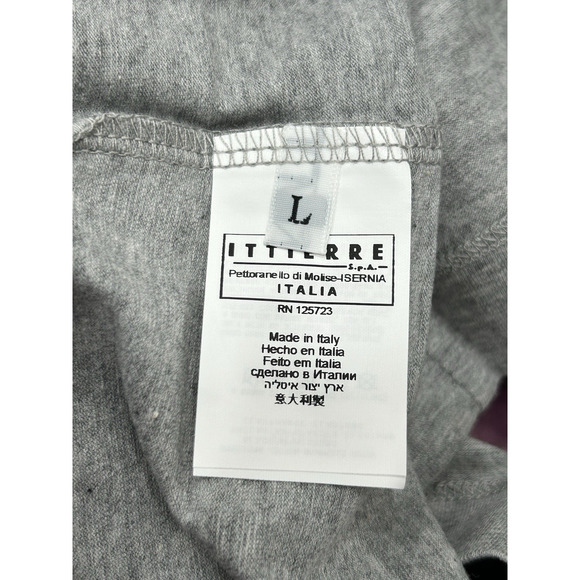 L
ITTIERRE
S.p.A.
Pettoranello di Molise-ISERNIA
ITALIA
RN 125723
Made in Italy
Hecho en Italia
Feito em Italia
сделано в Италии
ארץ יצור איטליה
意大利製